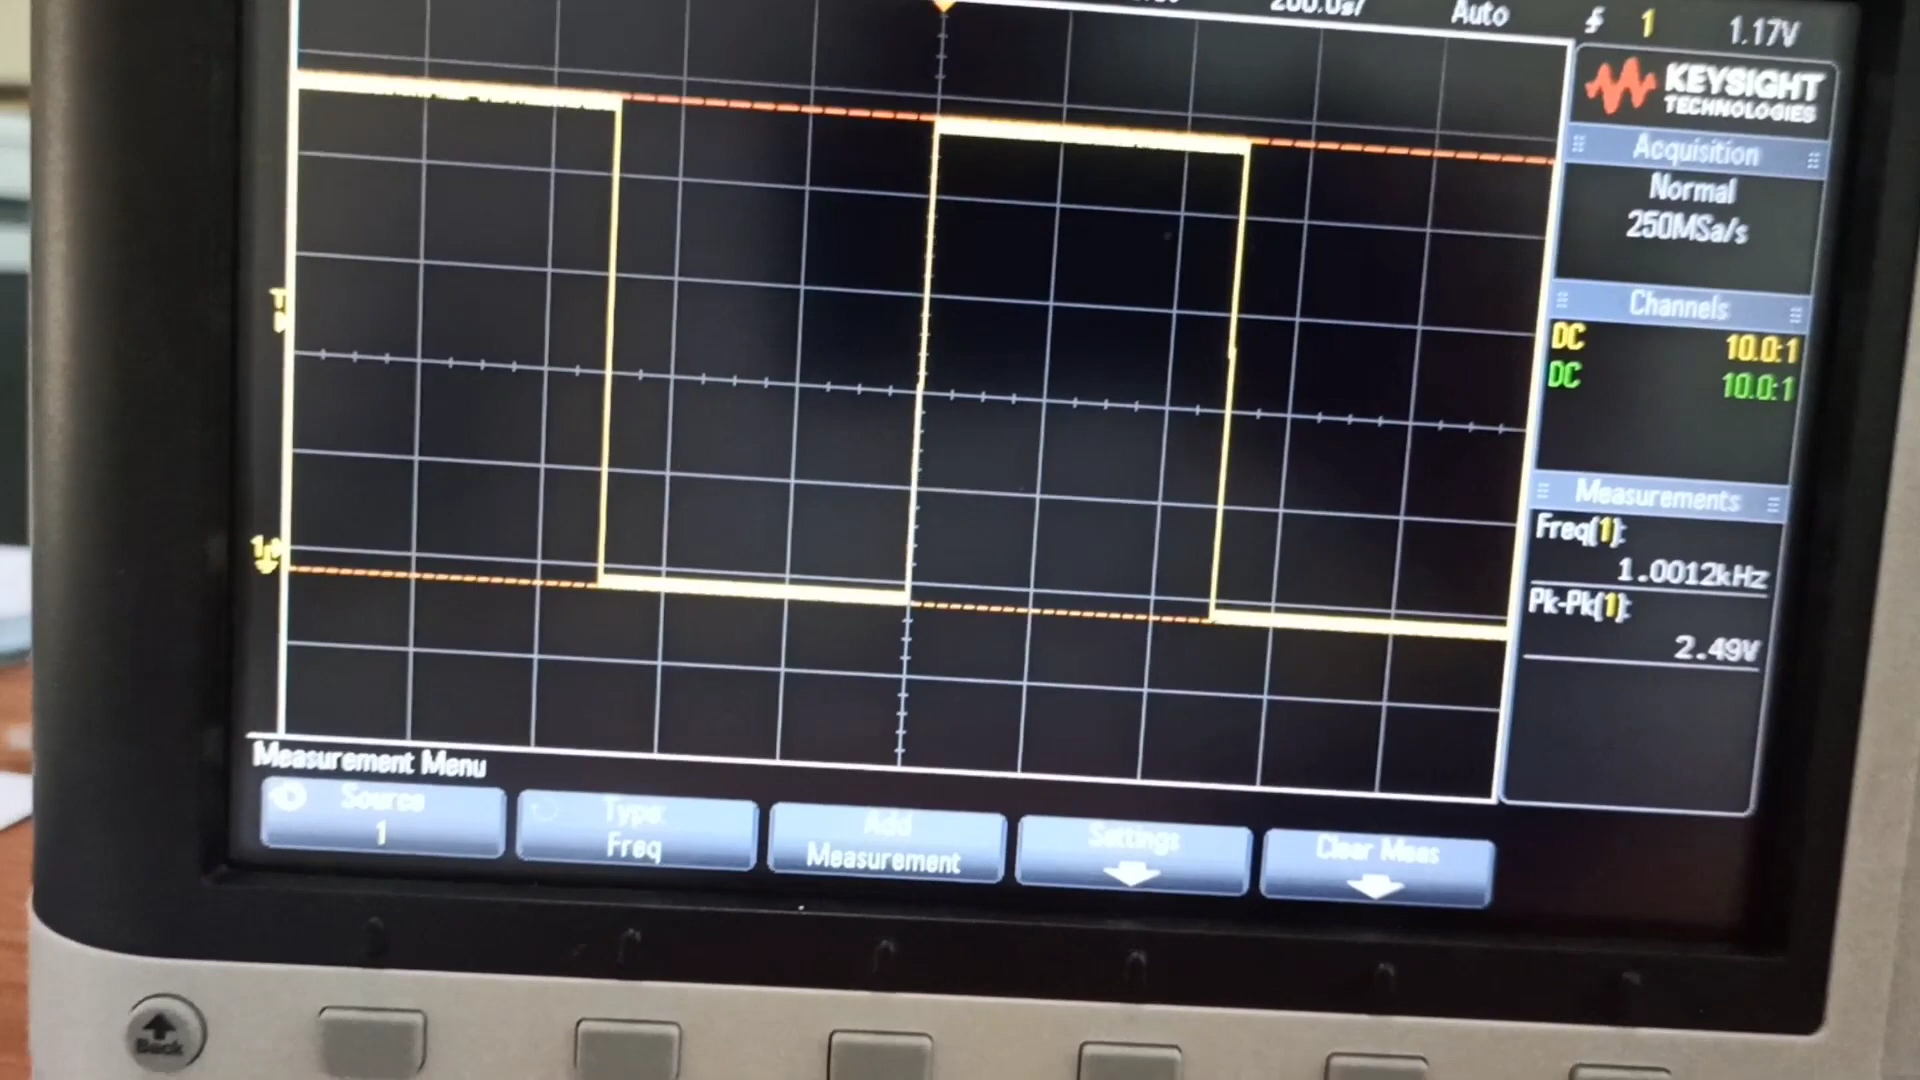 Auto
1
1.17V
KEYSIGHT
TECHNOLOGIES
Acquisition
Normal
250MSa/s
Channels
DC 10.0:1
DC 10.0:1
Measurements
Freq(1):
1.0012kHz
Pk-Pk(1):
2.49V
T
1
Measurement Menu
Source
1
Type:
Freq
Add
Measurement
Settings
Clear Meas
Back